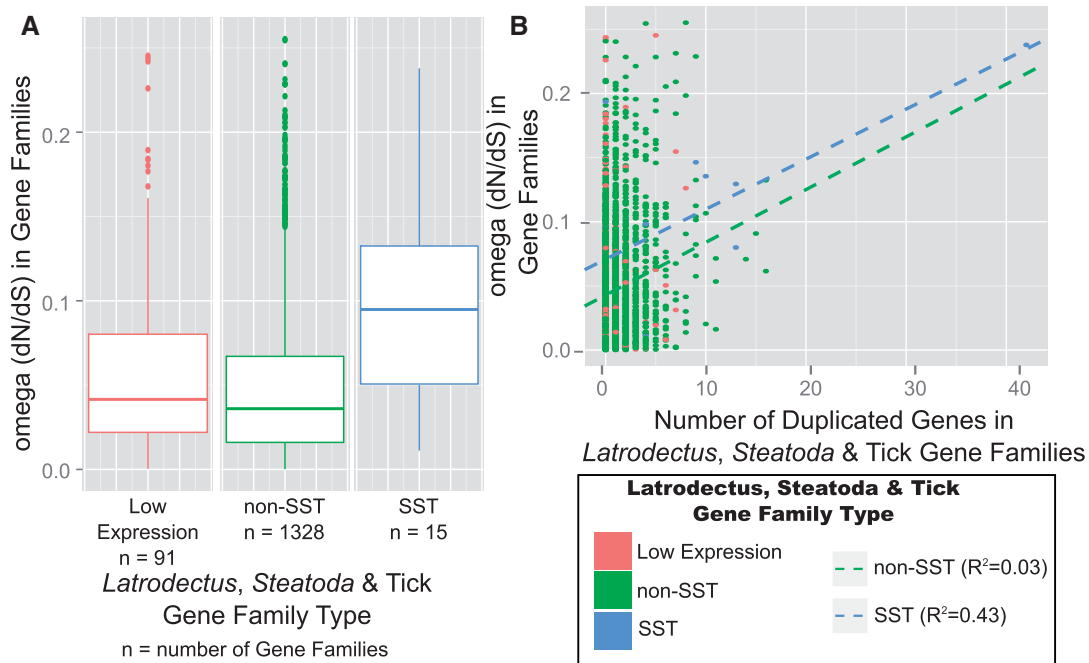 A
omega (dN/dS) in Gene Families
0.2
0.1
0.0
Low
Expression
n = 91
non-SST
n = 1328
SST
n = 15
Latrodectus, Steatoda & Tick
Gene Family Type
n = number of Gene Families
B
omega (dN/dS) in
Gene Families
0.2
0.1
0.0
0 10 20 30 40
Number of Duplicated Genes in
Latrodectus, Steatoda & Tick Gene Families
Latrodectus, Steatoda & Tick
Gene Family Type
Low Expression
non-SST
SST
non-SST (R²=0.03)
SST (R²=0.43)